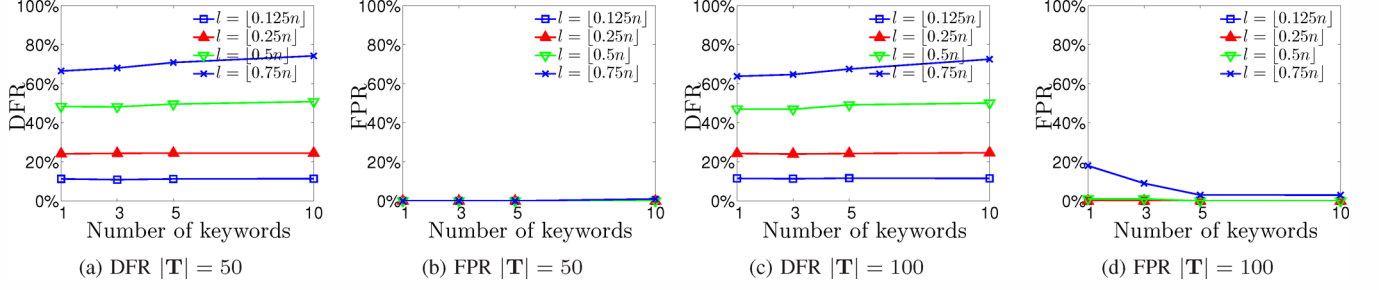 100%
80%
60%
40%
20%
0%
DFR
l = ⌊0.125n⌋
l = ⌊0.25n⌋
l = ⌊0.5n⌋
l = ⌊0.75n⌋
1 3 5 10
Number of keywords
(a) DFR |T| = 50
100%
80%
60%
40%
20%
0%
FPR
l = ⌊0.125n⌋
l = ⌊0.25n⌋
l = ⌊0.5n⌋
l = ⌊0.75n⌋
1 3 5 10
Number of keywords
(b) FPR |T| = 50
100%
80%
60%
40%
20%
0%
DFR
l = ⌊0.125n⌋
l = ⌊0.25n⌋
l = ⌊0.5n⌋
l = ⌊0.75n⌋
1 3 5 10
Number of keywords
(c) DFR |T| = 100
100%
80%
60%
40%
20%
0%
FPR
l = ⌊0.125n⌋
l = ⌊0.25n⌋
l = ⌊0.5n⌋
l = ⌊0.75n⌋
1 3 5 10
Number of keywords
(d) FPR |T| = 100